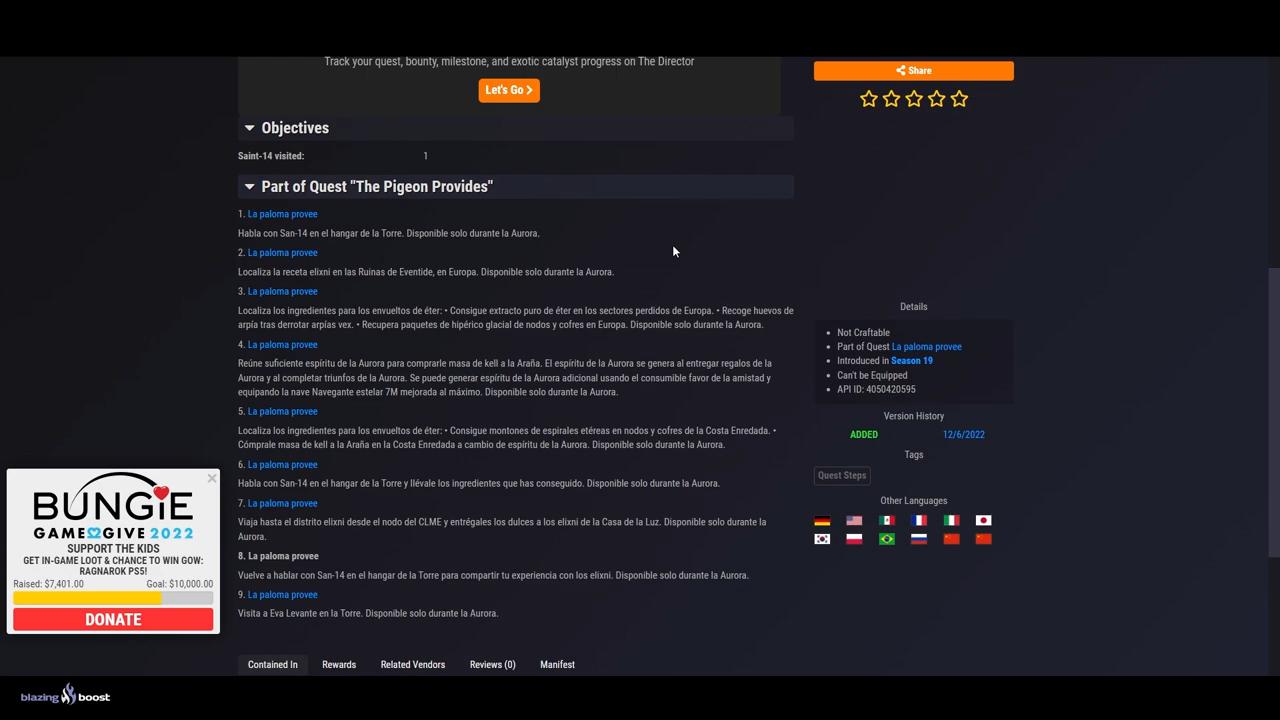 Track your quest, bounty, milestone, and exotic catalyst progress on The Director
Let's Go
Objectives
Saint-14 visited: 1
Part of Quest "The Pigeon Provides"
1. La paloma provee
Habla con San-14 en el hangar de la Torre. Disponible solo durante la Aurora.
2. La paloma provee
Localiza la receta elixni en las Ruinas de Eventide, en Europa. Disponible solo durante la Aurora.
3. La paloma provee
Localiza los ingredientes para los envueltos de éter: • Consigue extracto puro de éter en los sectores perdidos de Europa. • Recoge huevos de
arpía tras derrotar arpías vex. • Recupera paquetes de hipérico glacial de nodos y cofres en Europa. Disponible solo durante la Aurora.
4. La paloma provee
Reúne suficiente espíritu de la Aurora para comprarle masa de kell a la Araña. El espíritu de la Aurora se genera al entregar regalos de la
Aurora y al completar triunfos de la Aurora. Se puede generar espíritu de la Aurora adicional usando el consumible favor de la amistad y
equipando la nave Navegante estelar 7M mejorada al máximo. Disponible solo durante la Aurora.
5. La paloma provee
Localiza los ingredientes para los envueltos de éter: • Consigue montones de espirales etéreas en nodos y cofres de la Costa Enredada. •
Cómprale masa de kell a la Araña en la Costa Enredada a cambio de espíritu de la Aurora. Disponible solo durante la Aurora.
6. La paloma provee
Habla con San-14 en el hangar de la Torre y llévale los ingredientes que has conseguido. Disponible solo durante la Aurora.
7. La paloma provee
Viaja hasta el distrito elixni desde el nodo del CLME y entrégales los dulces a los elixni de la Casa de la Luz. Disponible solo durante la
Aurora.
8. La paloma provee
Vuelve a hablar con San-14 en el hangar de la Torre para compartir tu experiencia con los elixni. Disponible solo durante la Aurora.
9. La paloma provee
Visita a Eva Levante en la Torre. Disponible solo durante la Aurora.
Contained In Rewards Related Vendors Reviews (0) Manifest
Share
Details
Not Craftable
Part of Quest La paloma provee
Introduced in Season 19
Can't be Equipped
API ID: 4050420595
Version History
ADDED 12/6/2022
Tags
Quest Steps
Other Languages
BUNGiE
GAME GIVE 2022
SUPPORT THE KIDS
GET IN-GAME LOOT & CHANCE TO WIN GOW:
RAGNAROK PS5!
Raised: $7,401.00 Goal: $10,000.00
DONATE
blazing boost